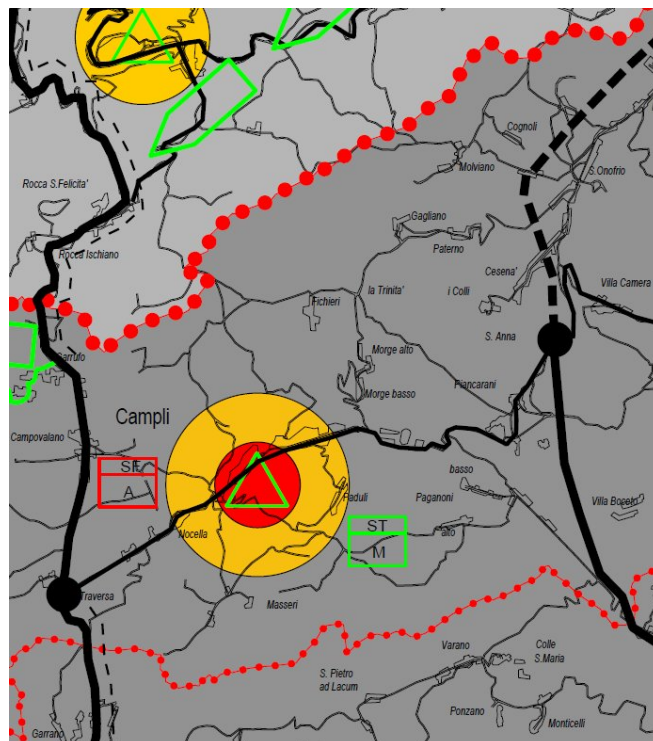 Cognoli
Molviano
S.Onofrio
Rocca S.Felicita'
Gagliano
Paterno
Rocca Ischiano
Cesena'
la Trinita'
i Colli
Villa Camera
Fichieri
S. Anna
Garrufo
Morge alto
Piancarani
Morge basso
Campli
Campovalano
SF
basso
A
Paduli
Paganoni
Villa Boceto
ST
alto
Nocella
M
Traversa
Masseri
Varano
Colle
S.Maria
S. Pietro
ad Lacum
Ponzano
Monticelli
Garrano